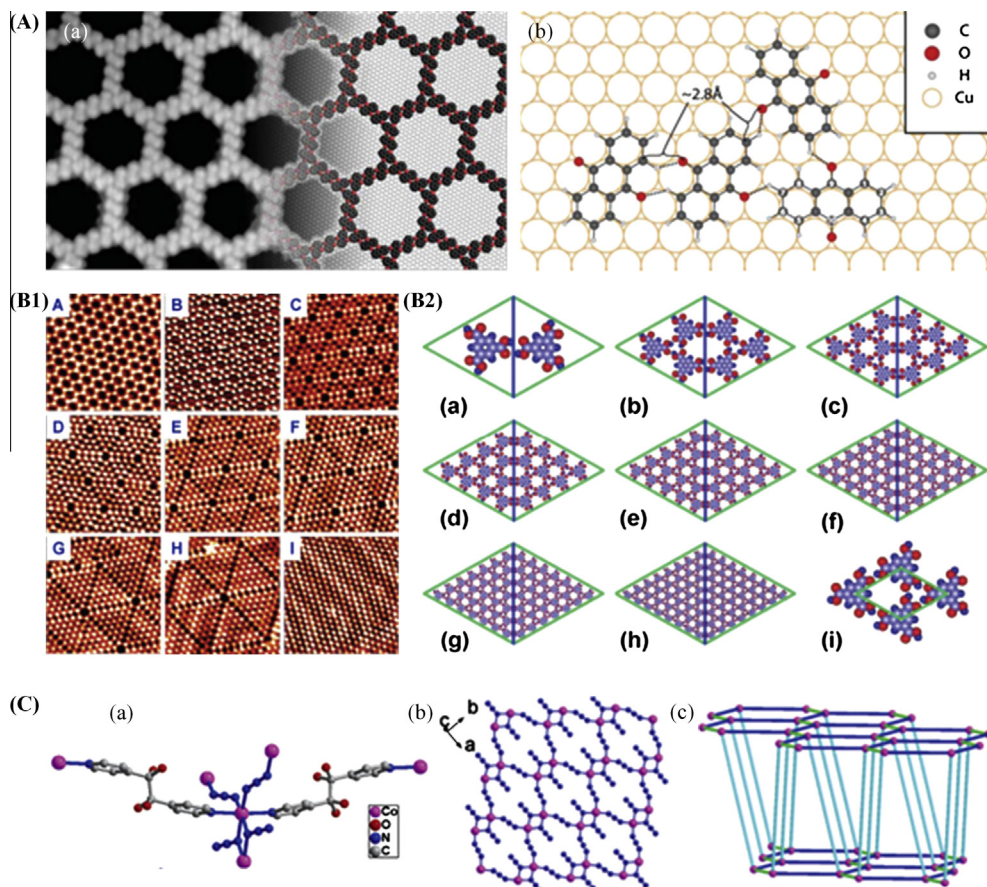 (A)
(a)
(b)
C
O
H
Cu
~2.8Å
(B1)
A B C
D E F
G H I
(B2)
(a) (b) (c)
(d) (e) (f)
(g) (h) (i)
(C)
(a)
Co
O
N
C
(b)
c b
a
(c)